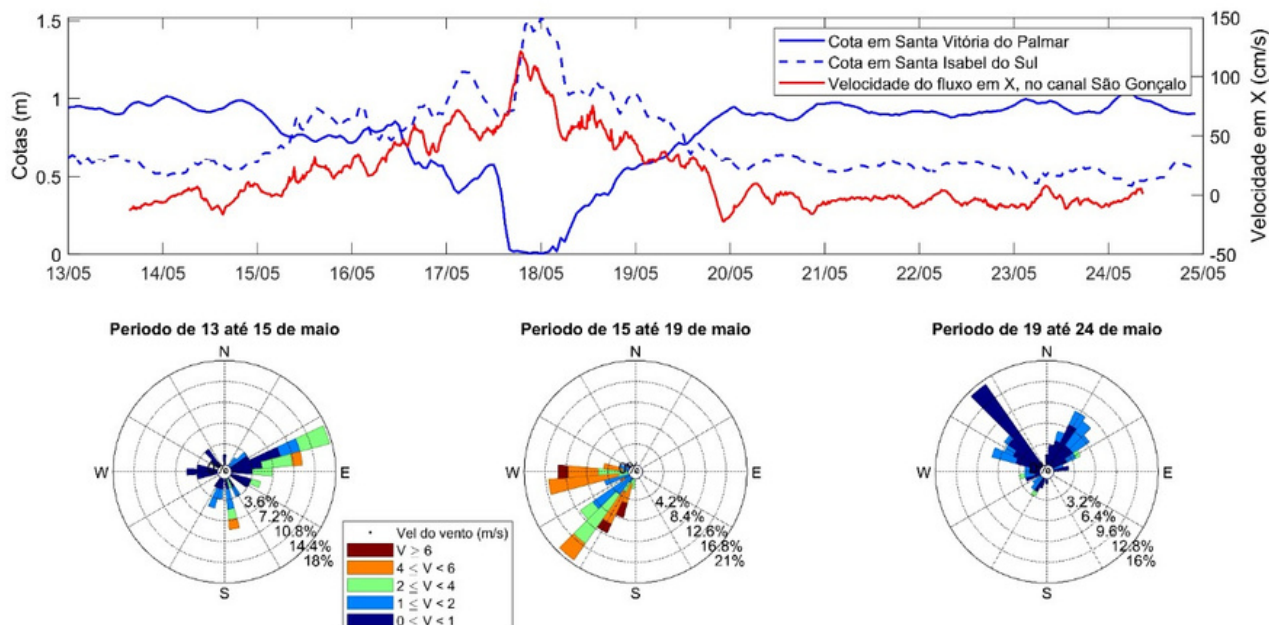 Cotas (m)
1.5
1
0.5
0
Cota em Santa Vitória do Palmar
Cota em Santa Isabel do Sul
Velocidade do fluxo em X, no canal São Gonçalo
150
100
50
0
-50
Velocidade em X (cm/s)
13/05 14/05 15/05 16/05 17/05 18/05 19/05 20/05 21/05 22/05 23/05 24/05 25/05
Periodo de 13 até 15 de maio
N
W
E
S
3.6%
7.2%
10.8%
14.4%
18%
Vel do vento (m/s)
V ≥ 6
4 ≤ V < 6
2 ≤ V < 4
1 ≤ V < 2
0 ≤ V < 1
Periodo de 15 até 19 de maio
N
W
E
S
4.2%
8.4%
12.6%
16.8%
21%
Periodo de 19 até 24 de maio
N
W
E
S
3.2%
6.4%
9.6%
12.8%
16%